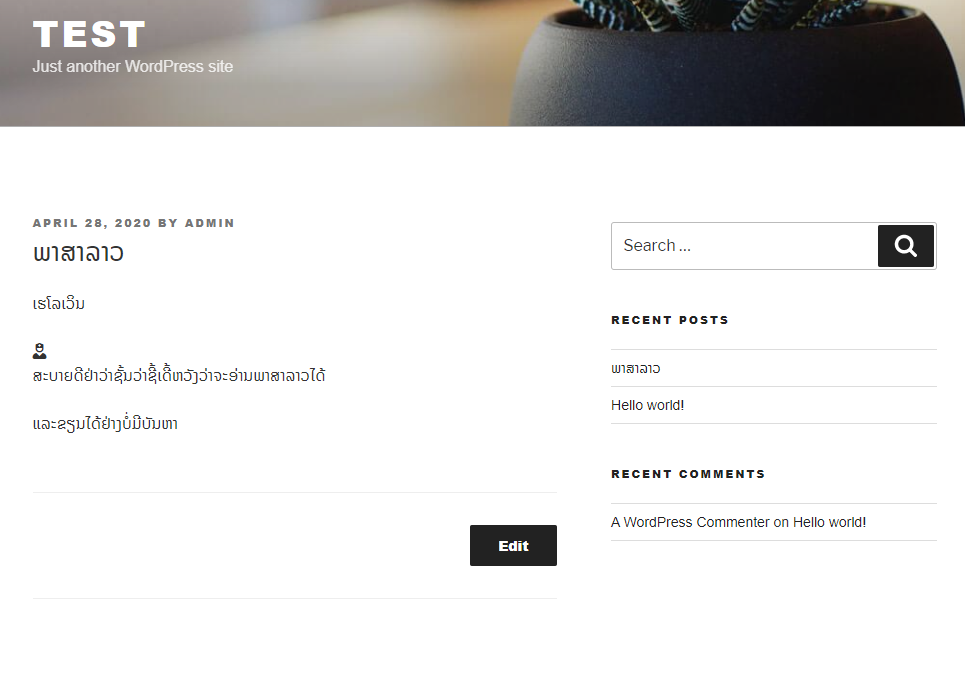 TEST
Just another WordPress site
APRIL 28, 2020 BY ADMIN
ພາສາລາວ
ເຮໂລເວິນ
ສະບາຍດີຢ່າວ່າຊັ້ນວ່າຊີ້ເດີ້ຫວັງວ່າຈະອ່ານພາສາລາວໄດ້
ແລະຂຽນໄດ້ຢ່າງບໍ່ມີບັນຫາ
Edit
Search …
RECENT POSTS
ພາສາລາວ
Hello world!
RECENT COMMENTS
A WordPress Commenter on Hello world!